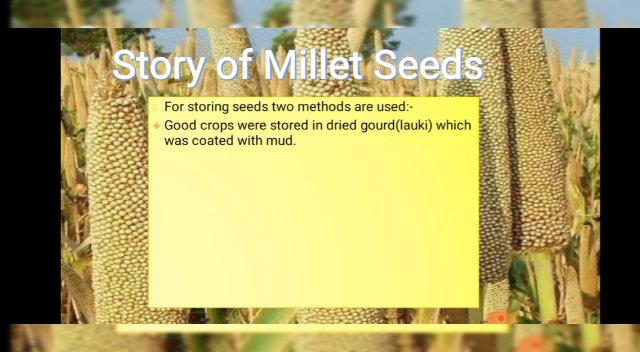 Story of Millet Seeds
For storing seeds two methods are used:-
Good crops were stored in dried gourd(lauki) which
was coated with mud.